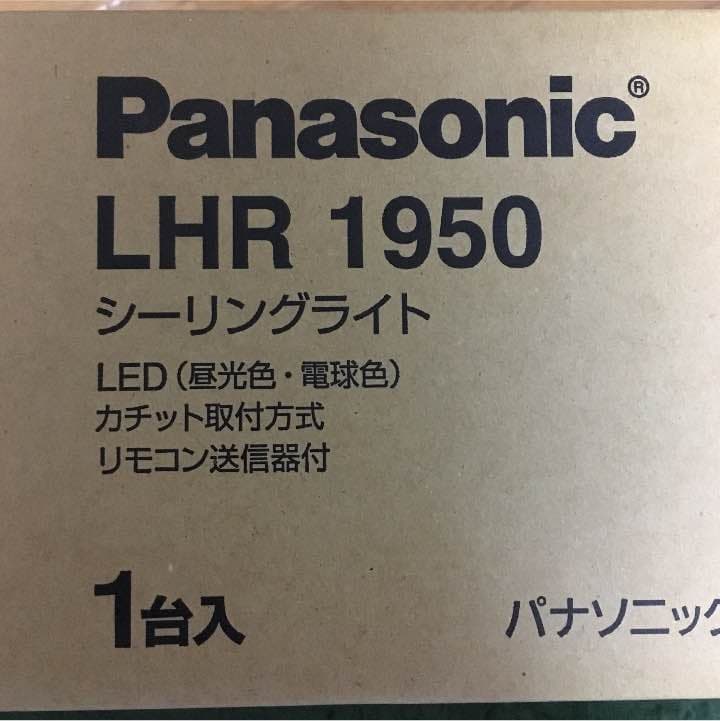 Panasonic®
LHR 1950
シーリングライト
LED（昼光色・電球色）
カチット取付方式
リモコン送信器付
1台入
パナソニック